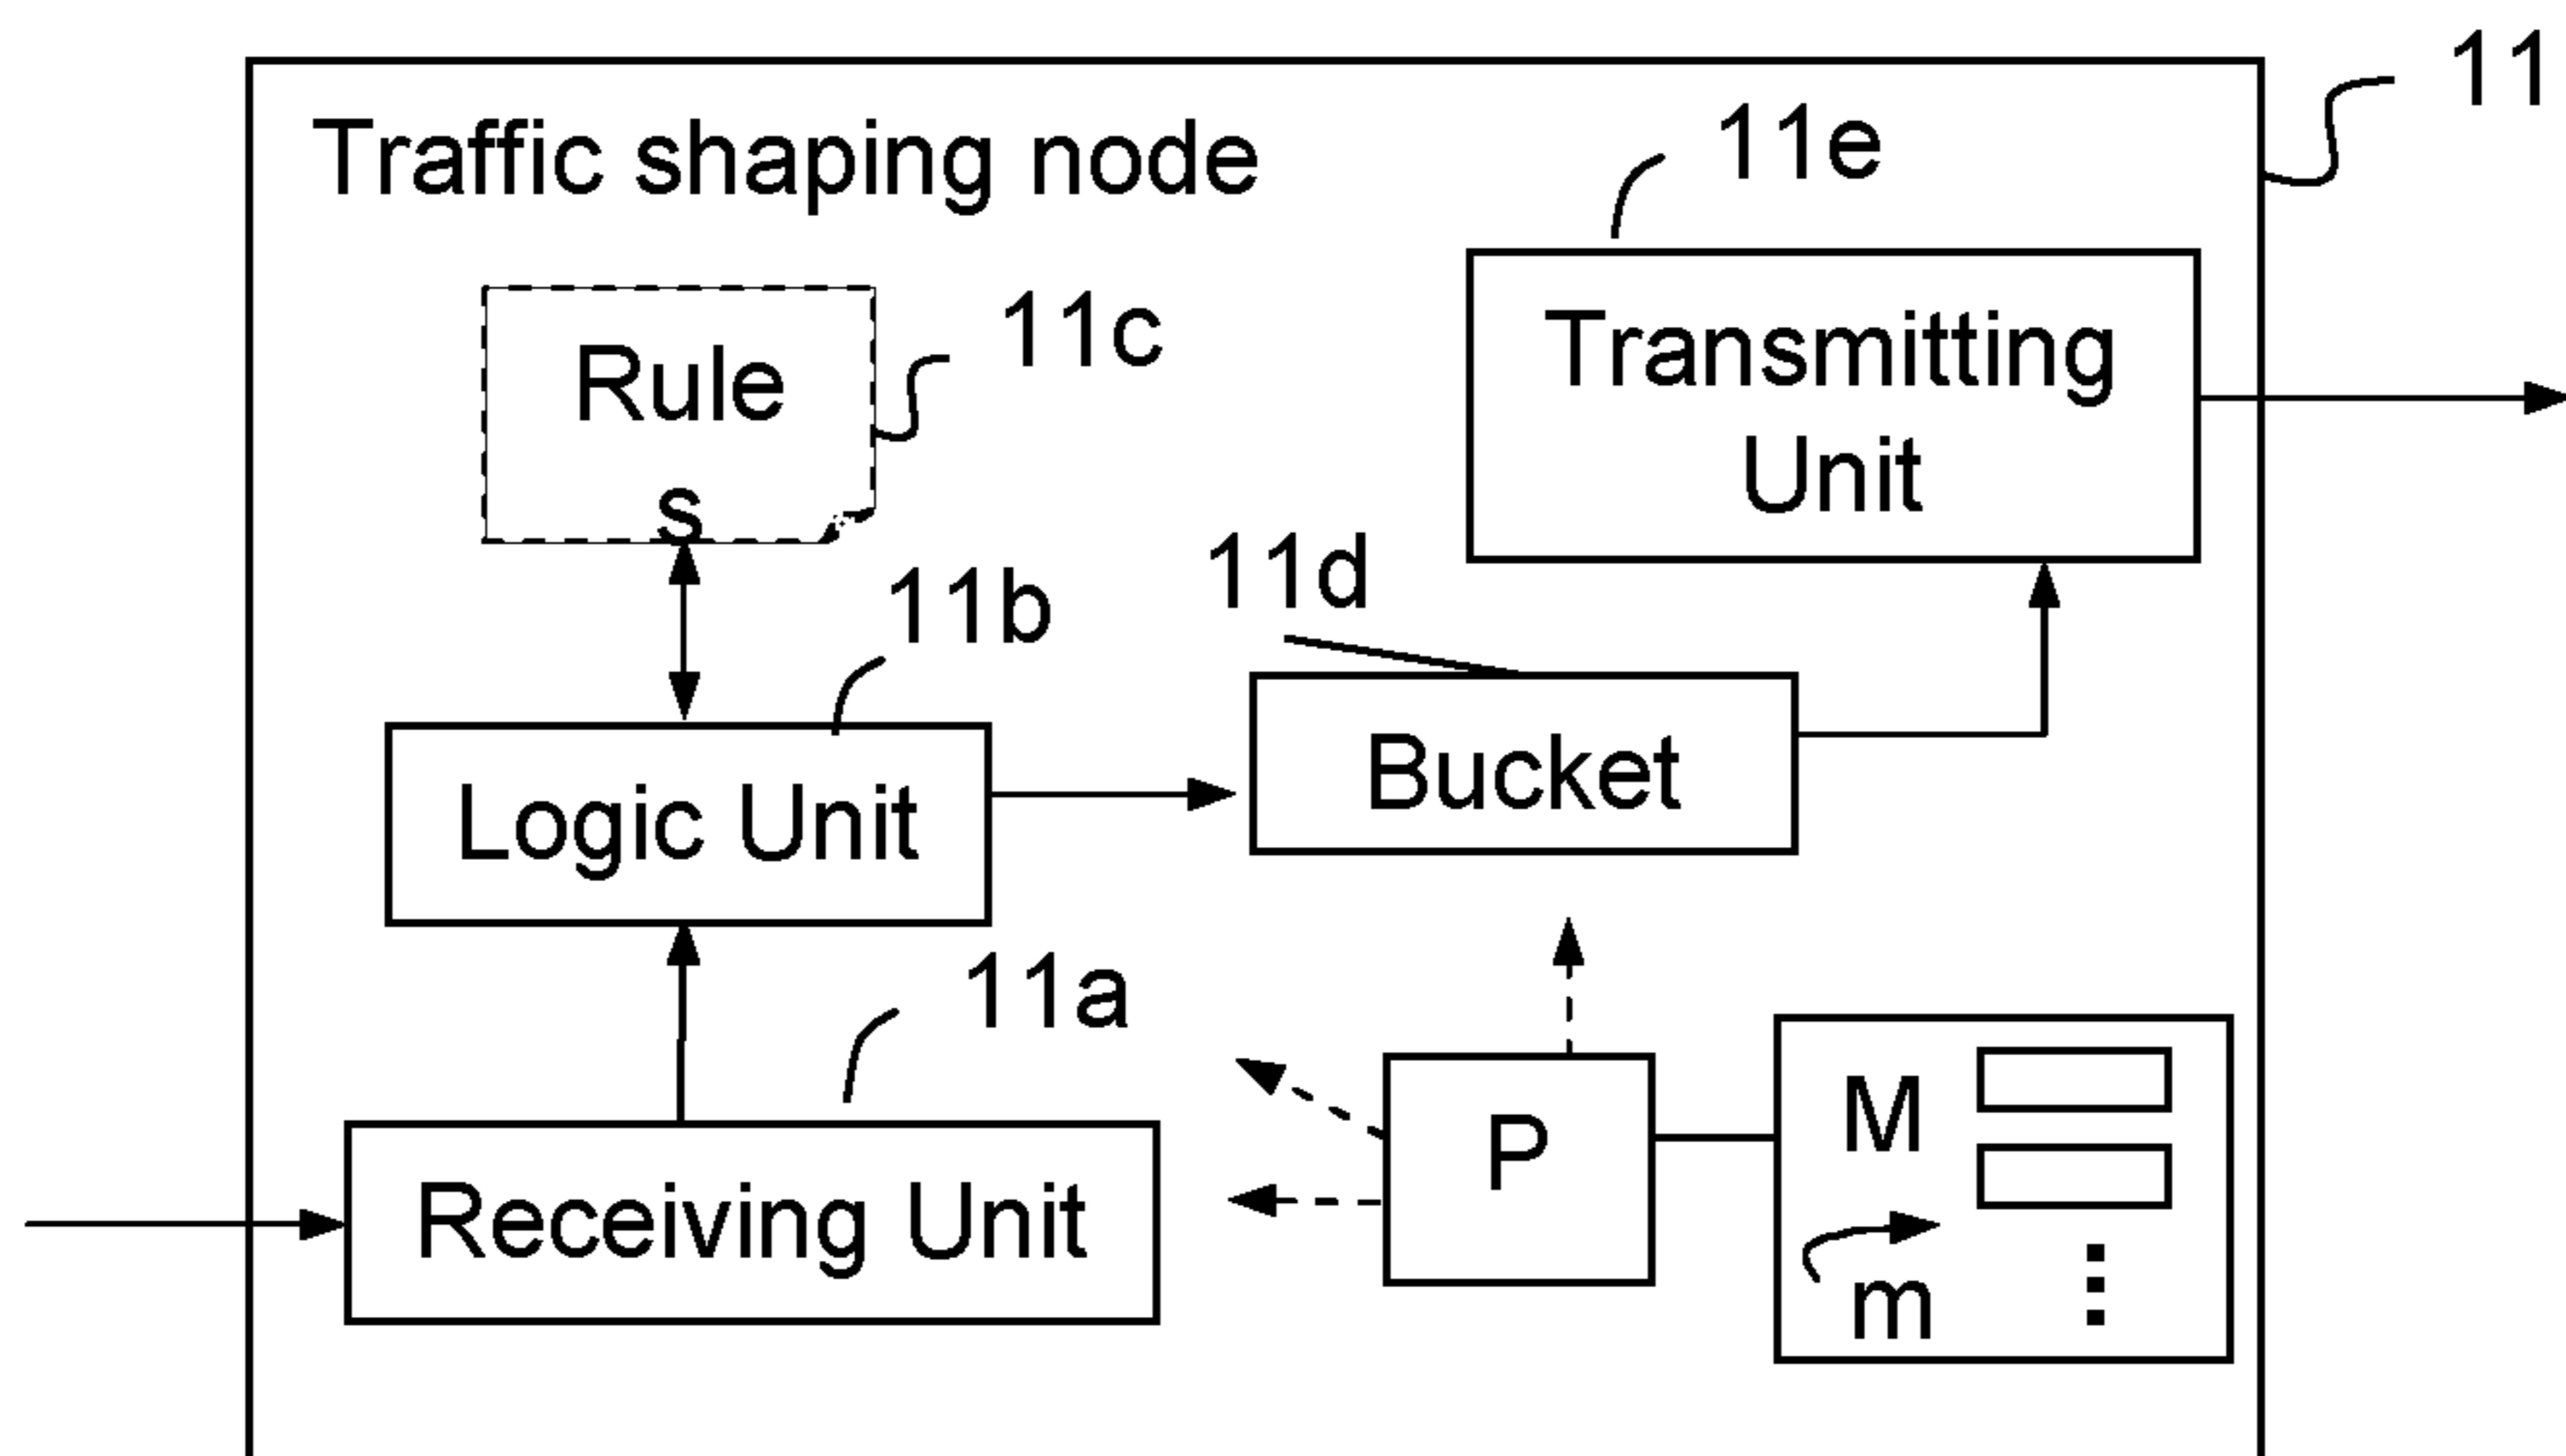 11
Traffic shaping node
11e
Rule
s
11c
Transmitting
Unit
11b
11d
Logic Unit
Bucket
11a
Receiving Unit
P
M
m